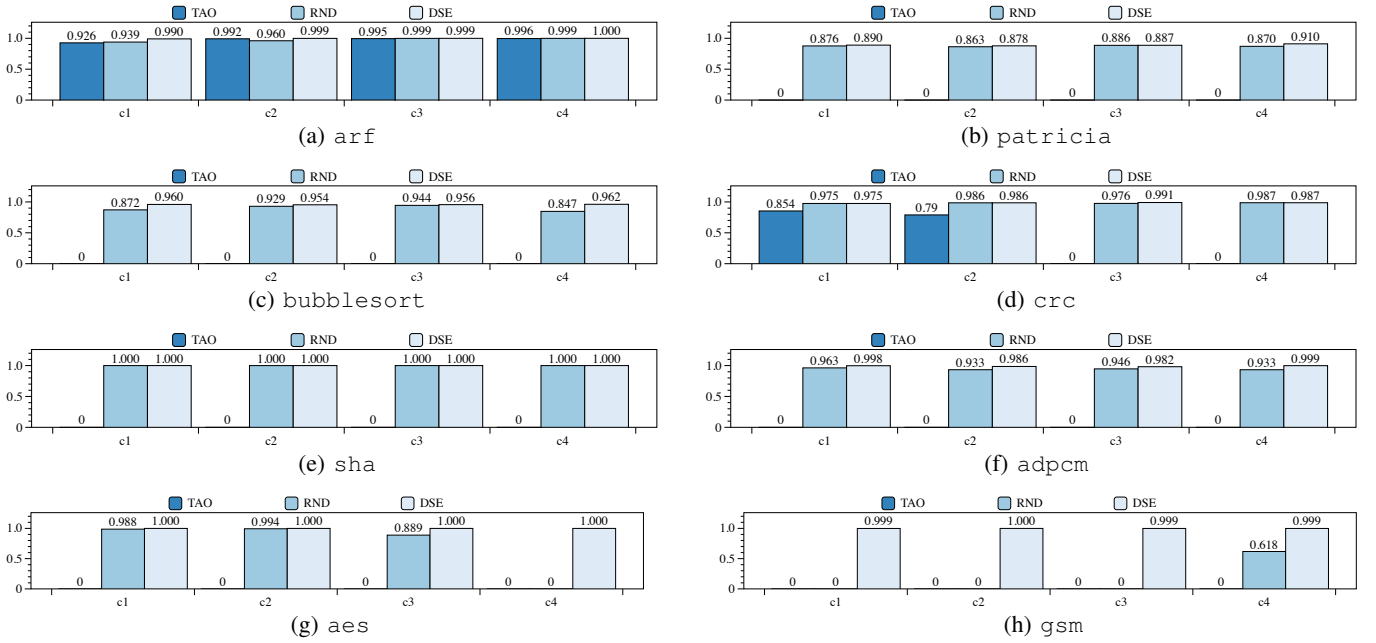 TAO RND DSE
1.0
0.5
0
0.926 0.939 0.990 0.992 0.960 0.999 0.995 0.999 0.999 0.996 0.999 1.000
c1 c2 c3 c4
(a) arf
TAO RND DSE
1.0
0.5
0
0 0.876 0.890 0 0.863 0.878 0 0.886 0.887 0 0.870 0.910
c1 c2 c3 c4
(b) patricia
TAO RND DSE
1.0
0.5
0
0 0.872 0.960 0 0.929 0.954 0 0.944 0.956 0 0.847 0.962
c1 c2 c3 c4
(c) bubblesort
TAO RND DSE
1.0
0.5
0
0.854 0.975 0.975 0.79 0.986 0.986 0 0.976 0.991 0 0.987 0.987
c1 c2 c3 c4
(d) crc
TAO RND DSE
1.0
0.5
0
0 1.000 1.000 0 1.000 1.000 0 1.000 1.000 0 1.000 1.000
c1 c2 c3 c4
(e) sha
TAO RND DSE
1.0
0.5
0
0 0.963 0.998 0 0.933 0.986 0 0.946 0.982 0 0.933 0.999
c1 c2 c3 c4
(f) adpcm
TAO RND DSE
1.0
0.5
0
0 0.988 1.000 0 0.994 1.000 0 0.889 1.000 0 0 1.000
c1 c2 c3 c4
(g) aes
TAO RND DSE
1.0
0.5
0
0 0 0.999 0 0 1.000 0 0 0.999 0 0.618 0.999
c1 c2 c3 c4
(h) gsm